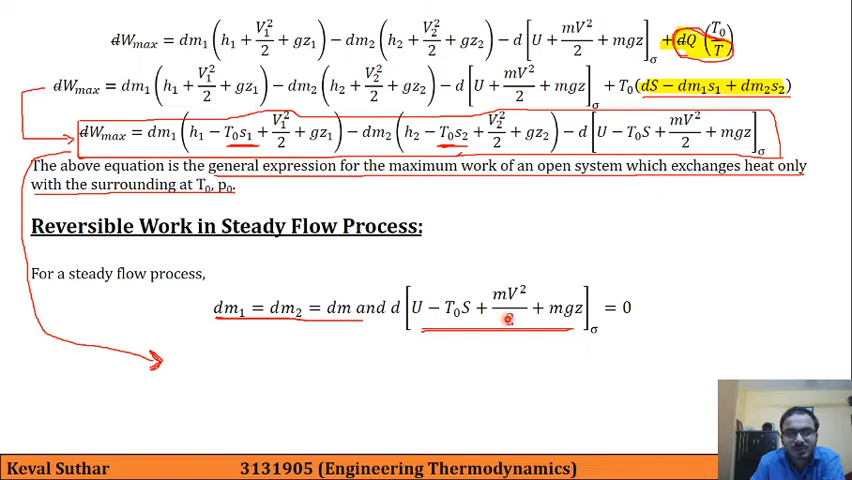 đW_max = dm₁(h₁ + V₁²/2 + gz₁) − dm₂(h₂ + V₂²/2 + gz₂) − d[U + mV²/2 + mgz]_σ + đQ(T₀/T)
dW_max = dm₁(h₁ + V₁²/2 + gz₁) − dm₂(h₂ + V₂²/2 + gz₂) − d[U + mV²/2 + mgz]_σ + T₀(dS − dm₁s₁ + dm₂s₂)
đW_max = dm₁(h₁ − T₀s₁ + V₁²/2 + gz₁) − dm₂(h₂ − T₀s₂ + V₂²/2 + gz₂) − d[U − T₀S + mV²/2 + mgz]_σ
The above equation is the general expression for the maximum work of an open system which exchanges heat only
with the surrounding at T₀, p₀.
Reversible Work in Steady Flow Process:
For a steady flow process,
dm₁ = dm₂ = dm and d[U − T₀S + mV²/2 + mgz]_σ = 0
Keval Suthar 3131905 (Engineering Thermodynamics)